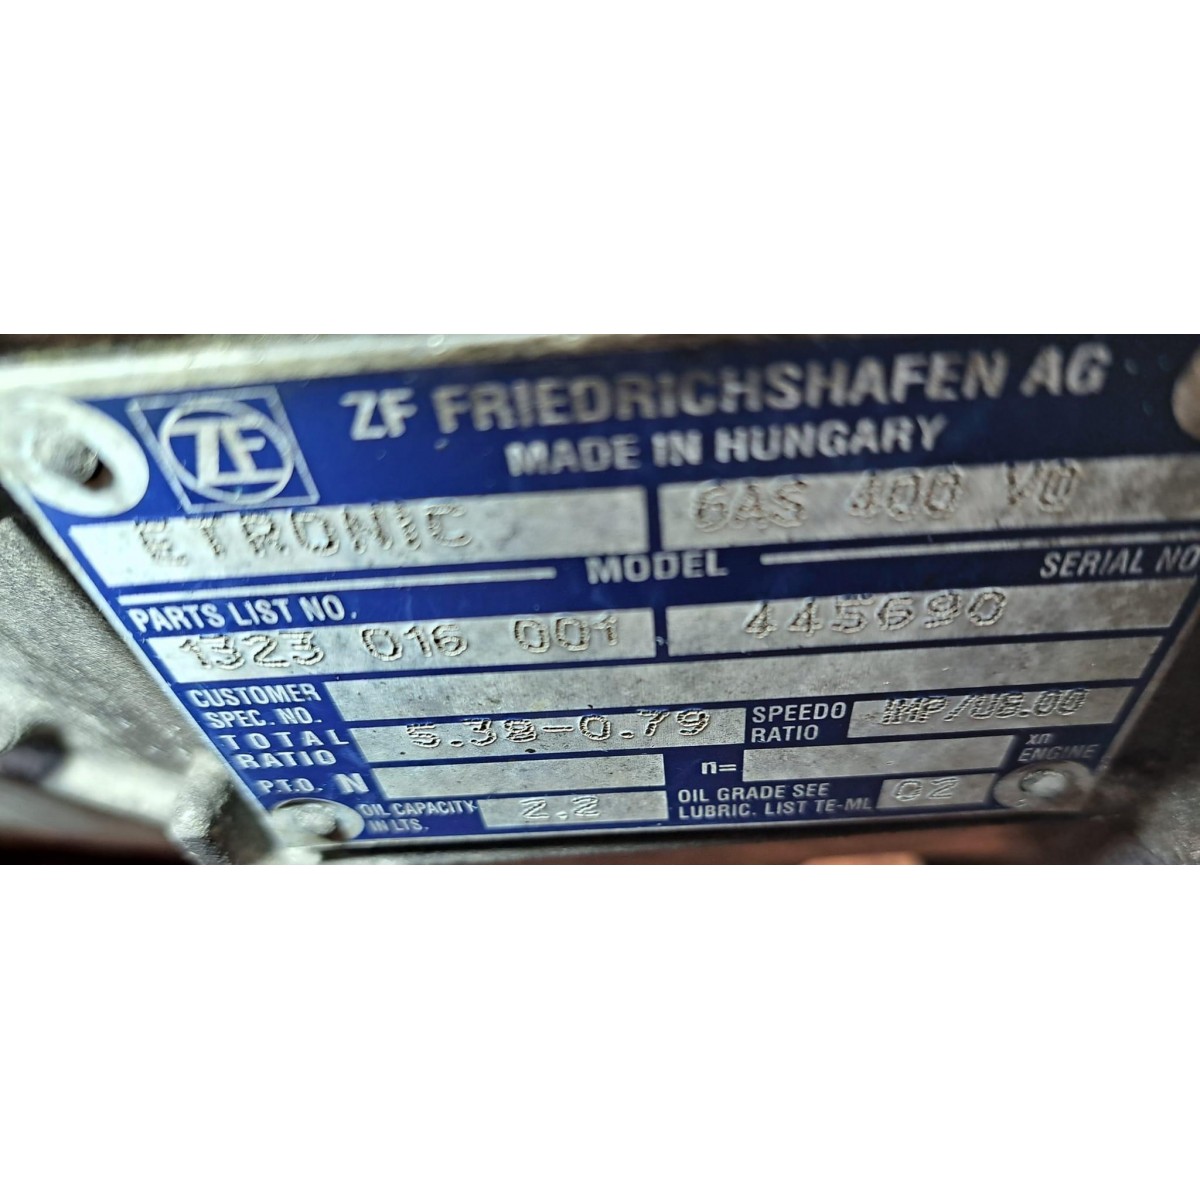 ZF
ZF FRIEDRICHSHAFEN AG
MADE IN HUNGARY
ETRONIC 6AS 400 VO
MODEL
PARTS LIST NO. SERIAL NO
1323 016 001 445690
CUSTOMER
SPEC. NO.
TOTAL
RATIO 5.38-0.79 SPEEDO
RATIO IMP/U8.00
P.T.O. N n= xn
ENGINE
OIL CAPACITY
IN LTS. 2.2 OIL GRADE SEE
LUBRIC. LIST TE-ML 02